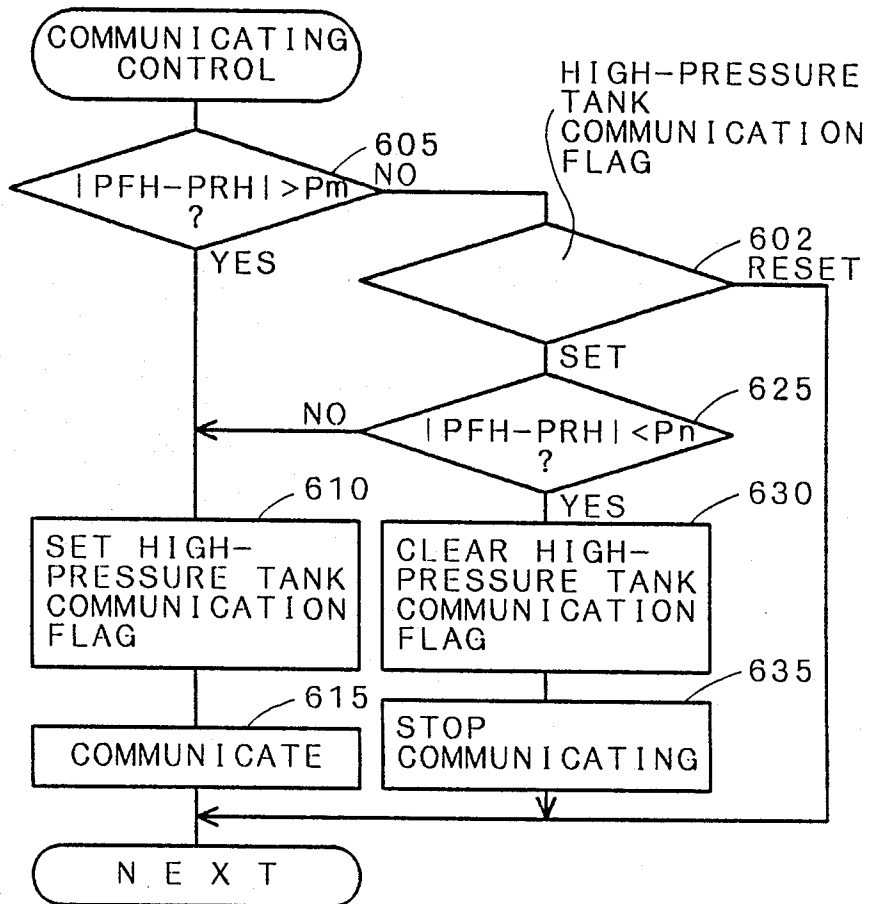 COMMUNICATING
CONTROL
HIGH-PRESSURE
TANK
COMMUNICATION
FLAG
605
|PFH-PRH|>Pm
?
NO
YES
602
RESET
SET
625
NO
|PFH-PRH|<Pn
?
YES
610
SET HIGH-
PRESSURE TANK
COMMUNICATION
FLAG
630
CLEAR HIGH-
PRESSURE TANK
COMMUNICATION
FLAG
615
COMMUNICATE
635
STOP
COMMUNICATING
NEXT